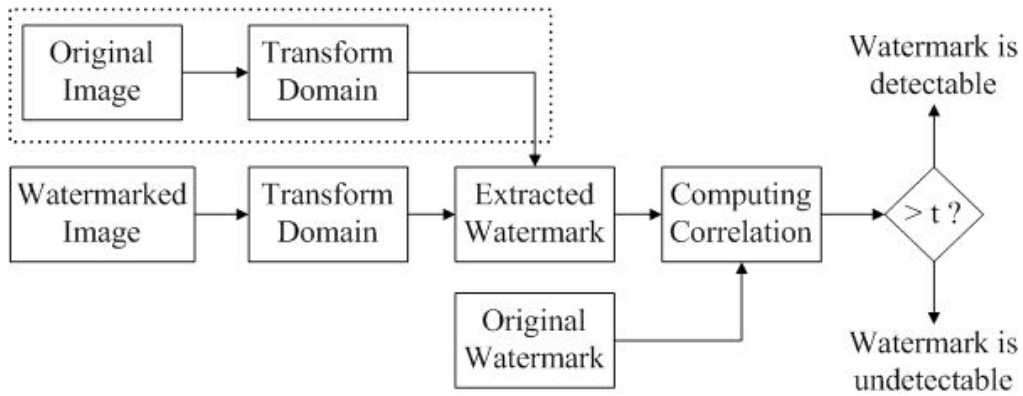 Original
Image
Transform
Domain
Watermark is
detectable
Watermarked
Image
Transform
Domain
Extracted
Watermark
Computing
Correlation
> t ?
Original
Watermark
Watermark is
undetectable